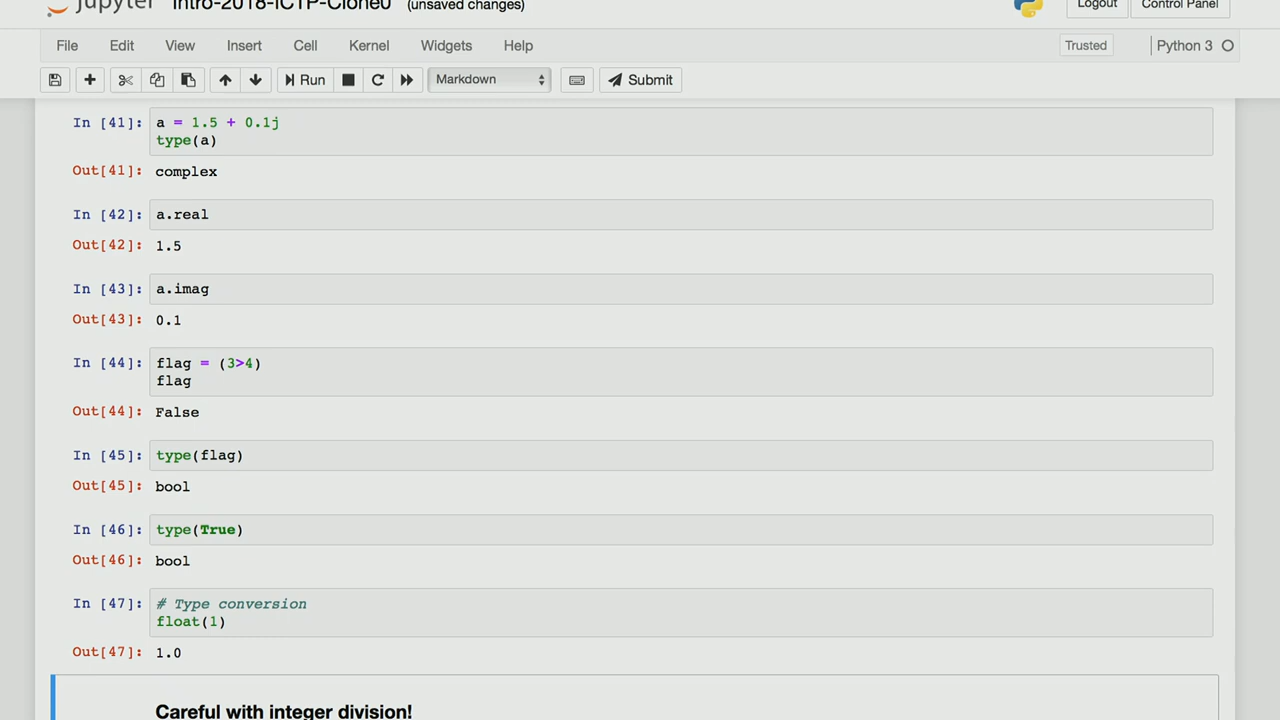 Jupyter Intro-2018-ICTP-Clone0 (unsaved changes) Logout Control Panel
File Edit View Insert Cell Kernel Widgets Help Trusted Python 3
Run Markdown Submit
In [41]: a = 1.5 + 0.1j
type(a)
Out[41]: complex
In [42]: a.real
Out[42]: 1.5
In [43]: a.imag
Out[43]: 0.1
In [44]: flag = (3>4)
flag
Out[44]: False
In [45]: type(flag)
Out[45]: bool
In [46]: type(True)
Out[46]: bool
In [47]: # Type conversion
float(1)
Out[47]: 1.0
Careful with integer division!